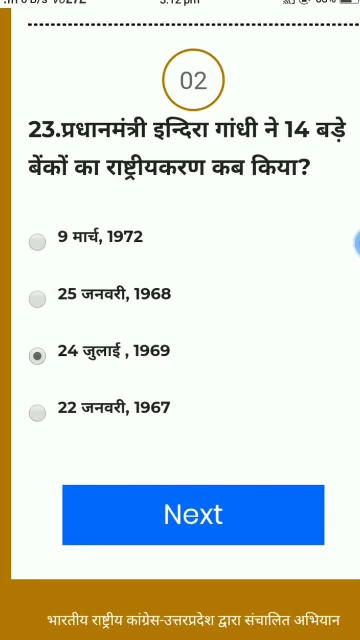 02
23.प्रधानमंत्री इन्दिरा गांधी ने 14 बड़े
बेंकों का राष्ट्रीयकरण कब किया?
9 मार्च, 1972
25 जनवरी, 1968
24 जुलाई , 1969
22 जनवरी, 1967
Next
भारतीय राष्ट्रीय कांग्रेस-उत्तरप्रदेश द्वारा संचालित अभियान